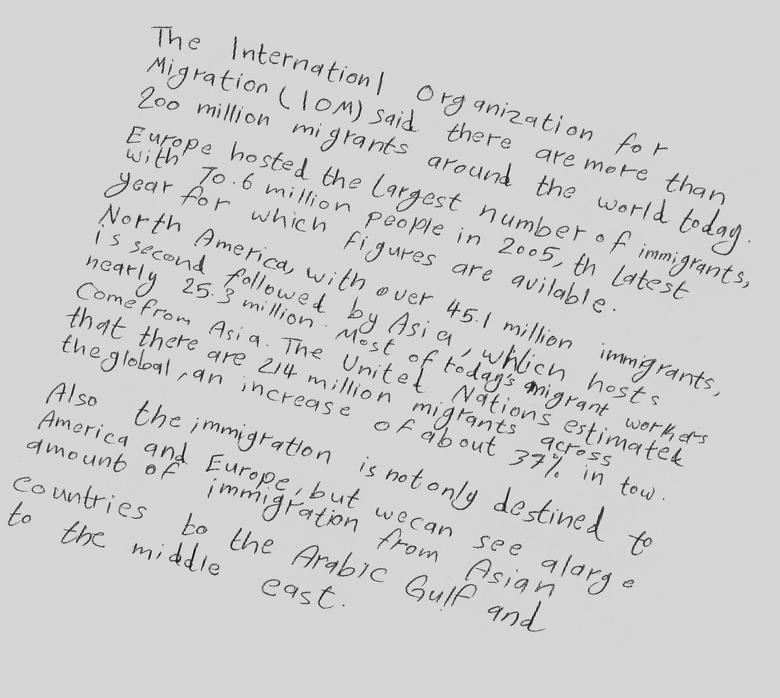 The Internationl Organization for
Migration (IOM) said there are more than
200 million migrants around the world today.
Europe hosted the largest number of immigrants,
with 70.6 million people in 2005, th latest
year for which figures are avilable.
North America, with over 45.1 million immigrants,
is second followed by Asia, which hosts
nearly 25.3 million. Most of today's migrant workers
Come from Asia. The United Nations estimated
that there are 214 million migrants across
the global, an increase of about 37% in tow.
Also the immigration is not only destined to
America and Europe, but wecan see alarge
amount of immigration from Asian
countries to the Arabic Gulf and
to the middle east.